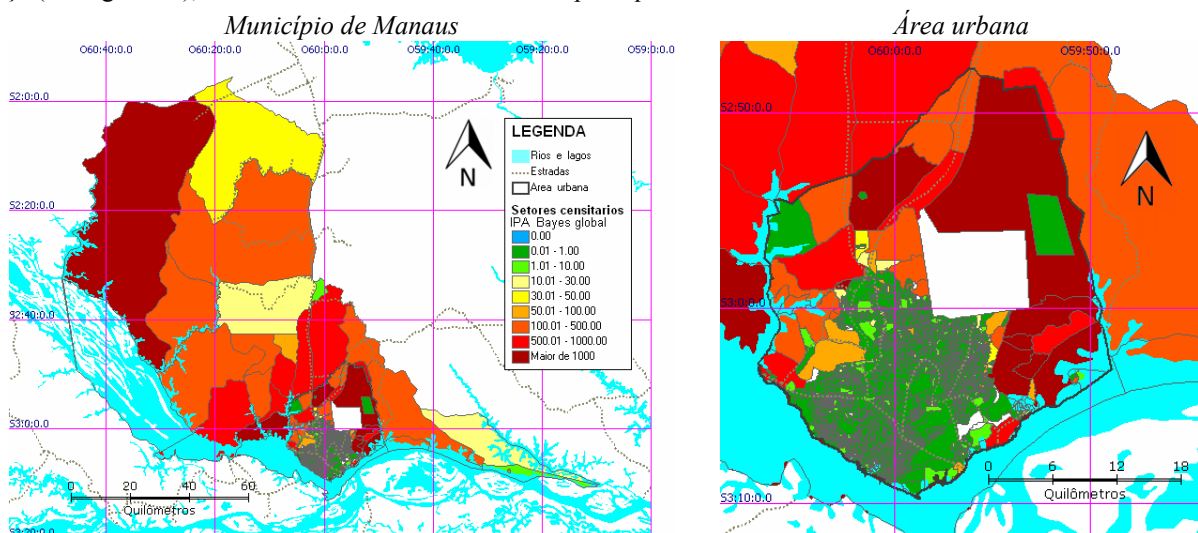 Município de Manaus
Área urbana
O60:40:0.0 O60:20:0.0 O60:00:0.0 O59:40:0.0 O59:20:0.0 O59:0:0.0
S2:0:0.0
S2:20:0.0
S2:40:0.0
S3:0:0.0
S3:20:0.0
N
LEGENDA
Rios e lagos
Estradas
Area urbana
Setores censitarios
IPA Bayes global
0.00
0.01 - 1.00
1.01 - 10.00
10.01 - 30.00
30.01 - 50.00
50.01 - 100.00
100.01 - 500.00
500.01 - 1000.00
Maior de 1000
0 20 40 60
Quilômetros
O60:0:0.0 O59:50:0.0
S2:50:0.0
S3:0:0.0
S3:10:0.0
N
0 6 12 18
Quilômetros